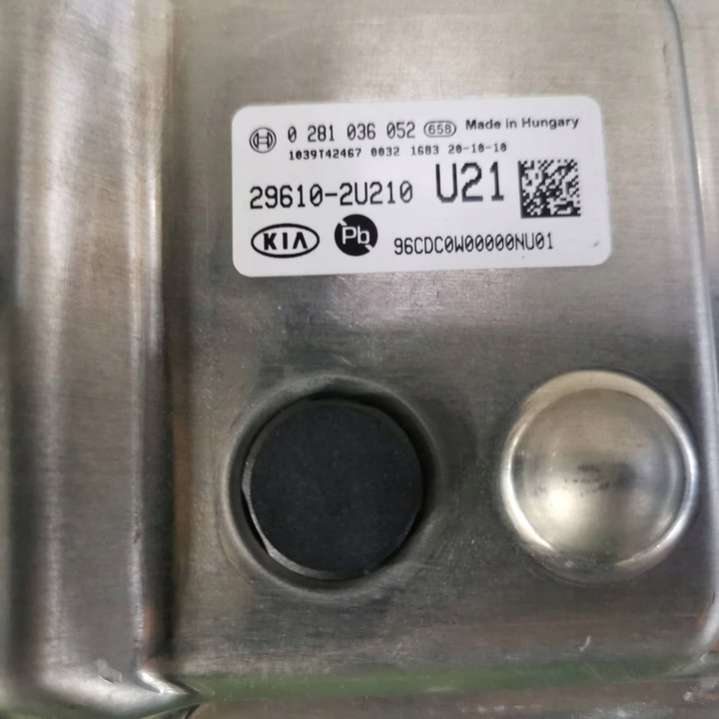 0 281 036 052 658 Made in Hungary
1039T42467 0032 1683 20-10-10
29610-2U210 U21
KIA Pb 96CDC0W00000NU01